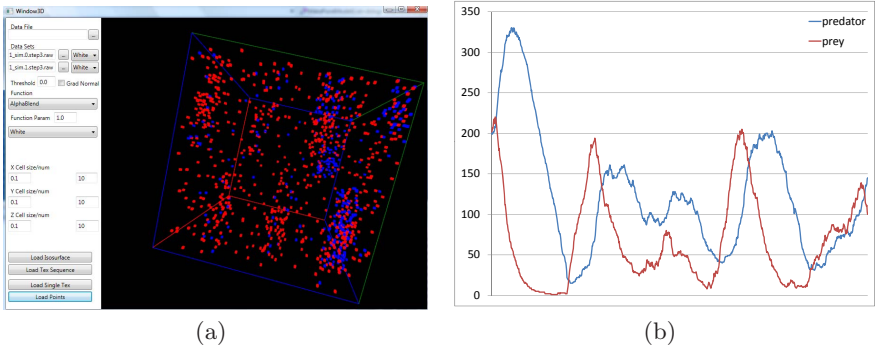 Window3D
Data File
...
Data Sets
1_sim.0.step3.raw ... White
1_sim.1.step3.raw ... White
Threshold 0.0 Grad Normal
Function
AlphaBlend
Function Param 1.0
White
X Cell size/num
0.1 10
Y Cell size/num
0.1 10
Z Cell size/num
0.1 10
Load Isosurface
Load Tex Sequence
Load Single Tex
Load Points
(a)
350
300
250
200
150
100
50
0
predator
prey
(b)